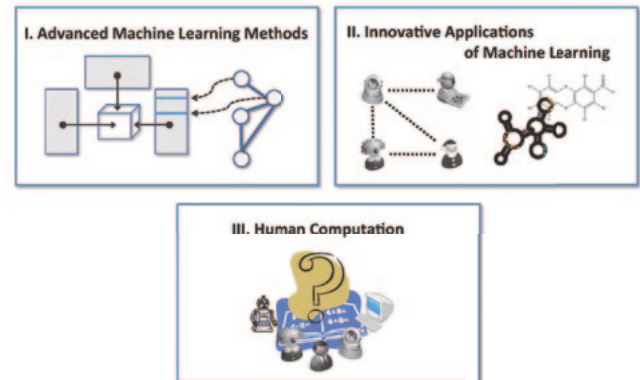 I. Advanced Machine Learning Methods
II. Innovative Applications
of Machine Learning
III. Human Computation